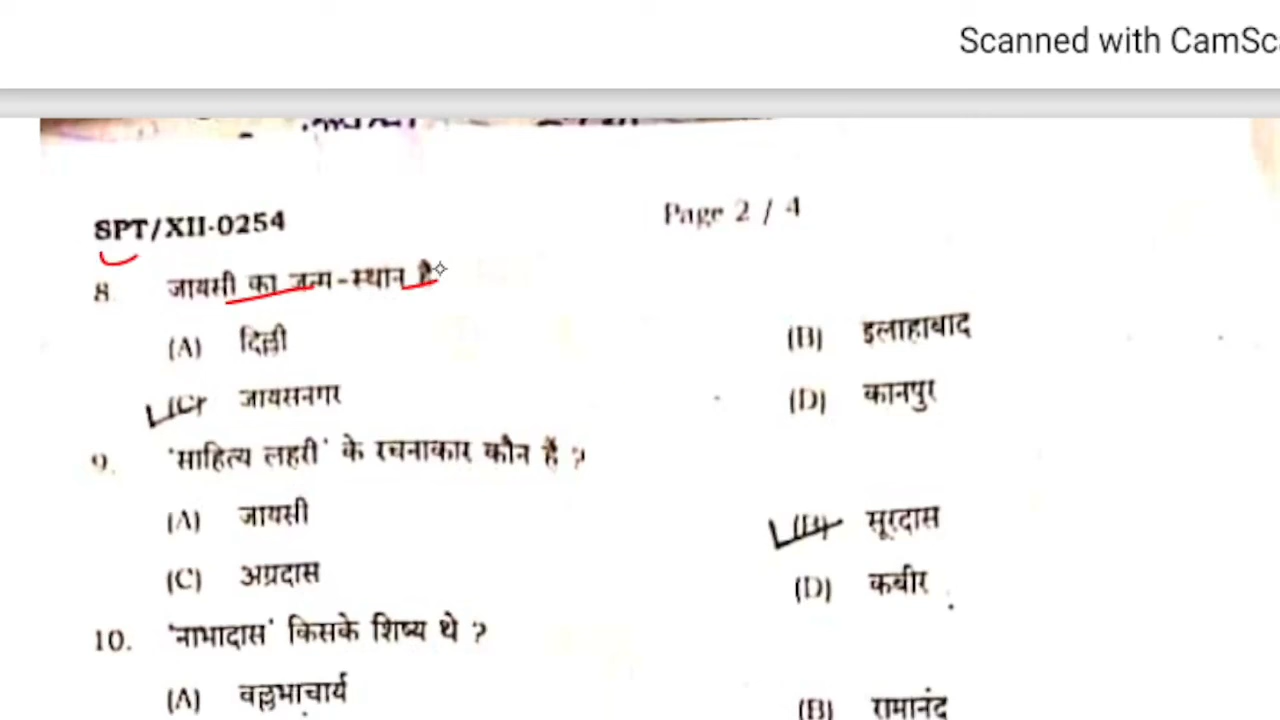 Scanned with CamSc
SPT/XII-0254 Page 2 / 4
8. जायसी का जन्म-स्थान है
(A) दिल्ली (B) इलाहाबाद
(C) जायसनगर (D) कानपुर
9. 'साहित्य लहरी' के रचनाकार कौन हैं ?
(A) जायसी (B) सूरदास
(C) अग्रदास (D) कबीर
10. 'नाभादास' किसके शिष्य थे ?
(A) वल्लभाचार्य (B) रामानंद